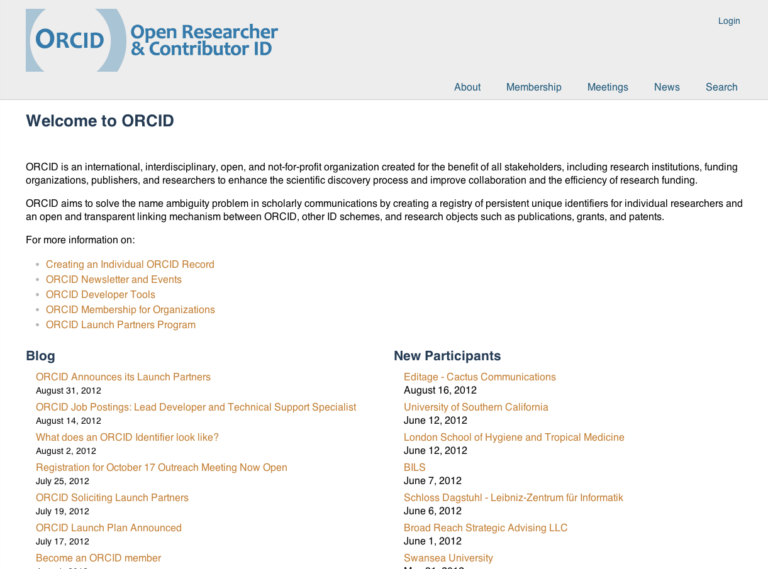 Login
ORCID Open Researcher
& Contributor ID
About Membership Meetings News Search
Welcome to ORCID
ORCID is an international, interdisciplinary, open, and not-for-profit organization created for the benefit of all stakeholders, including research institutions, funding
organizations, publishers, and researchers to enhance the scientific discovery process and improve collaboration and the efficiency of research funding.
ORCID aims to solve the name ambiguity problem in scholarly communications by creating a registry of persistent unique identifiers for individual researchers and
an open and transparent linking mechanism between ORCID, other ID schemes, and research objects such as publications, grants, and patents.
For more information on:
Creating an Individual ORCID Record
ORCID Newsletter and Events
ORCID Developer Tools
ORCID Membership for Organizations
ORCID Launch Partners Program
Blog
ORCID Announces its Launch Partners
August 31, 2012
ORCID Job Postings: Lead Developer and Technical Support Specialist
August 14, 2012
What does an ORCID Identifier look like?
August 2, 2012
Registration for October 17 Outreach Meeting Now Open
July 25, 2012
ORCID Soliciting Launch Partners
July 19, 2012
ORCID Launch Plan Announced
July 17, 2012
Become an ORCID member
New Participants
Editage - Cactus Communications
August 16, 2012
University of Southern California
June 12, 2012
London School of Hygiene and Tropical Medicine
June 12, 2012
BILS
June 7, 2012
Schloss Dagstuhl - Leibniz-Zentrum für Informatik
June 6, 2012
Broad Reach Strategic Advising LLC
June 1, 2012
Swansea University